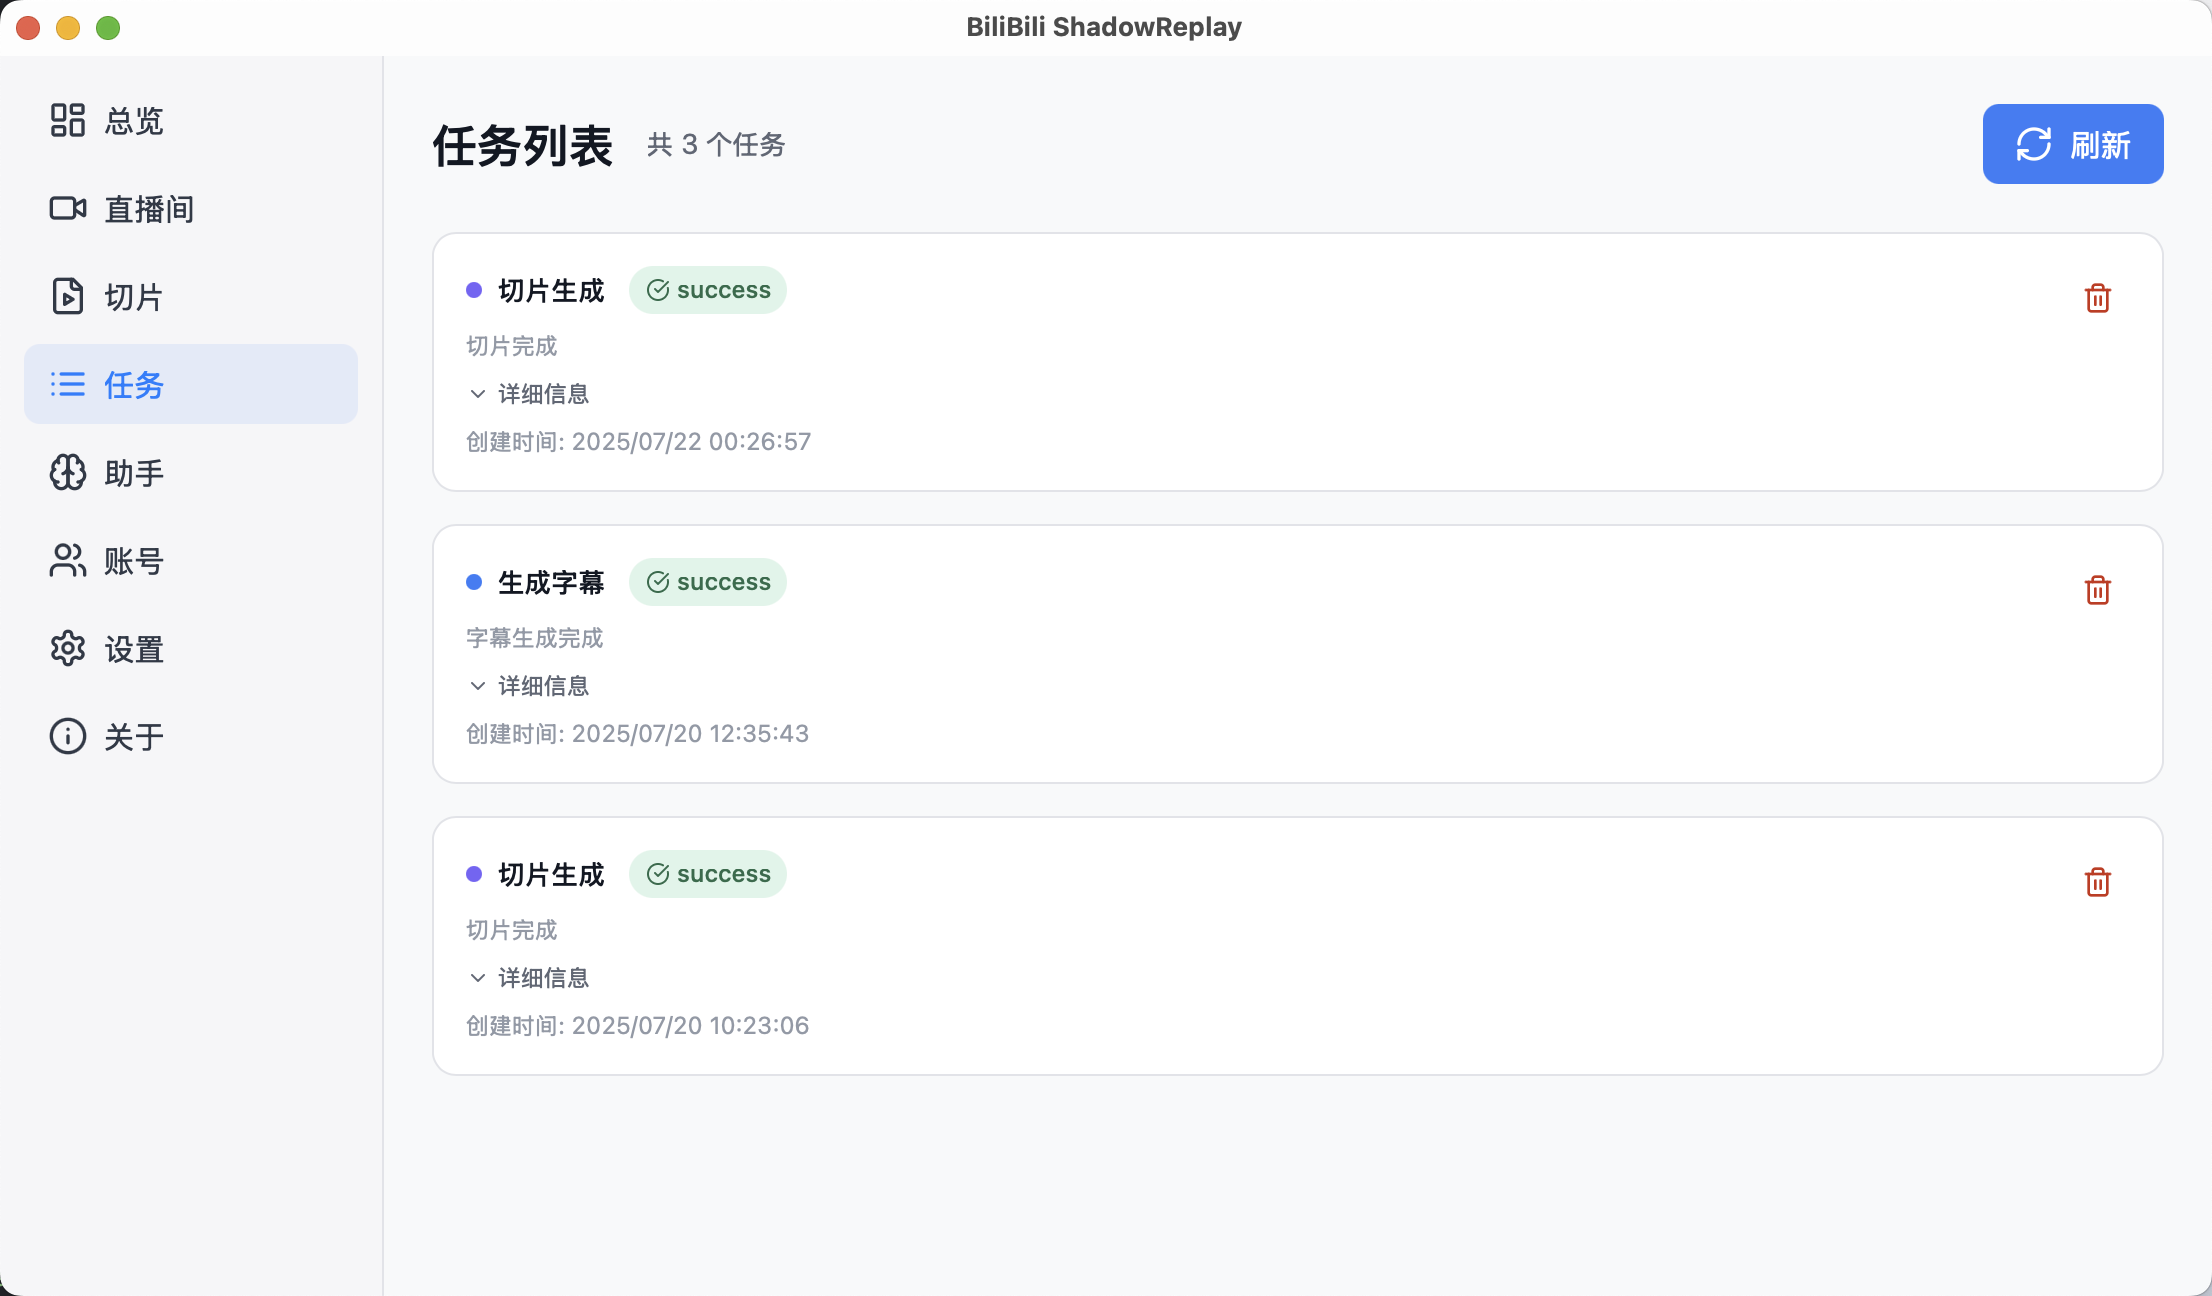 BiliBili ShadowReplay
总览
直播间
切片
任务
助手
账号
设置
关于
任务列表 共 3 个任务
刷新
切片生成 success
切片完成
详细信息
创建时间: 2025/07/22 00:26:57
生成字幕 success
字幕生成完成
详细信息
创建时间: 2025/07/20 12:35:43
切片生成 success
切片完成
详细信息
创建时间: 2025/07/20 10:23:06